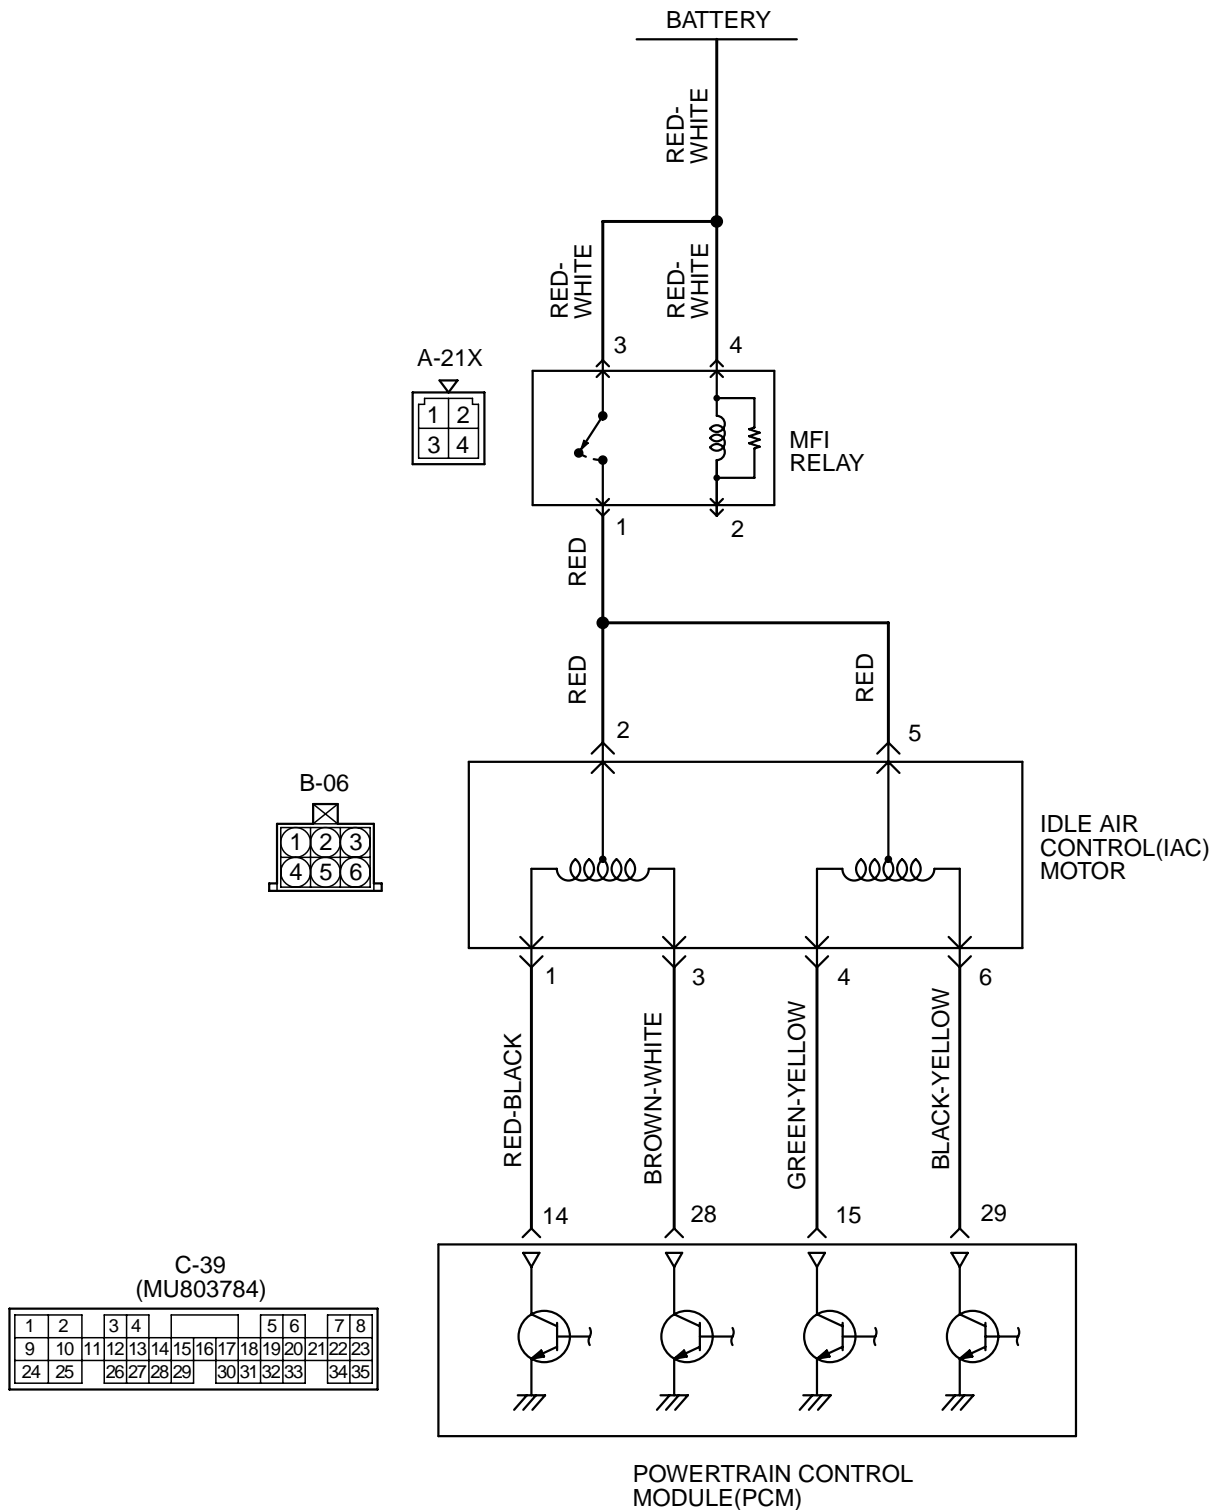 BATTERY
RED-
WHITE
RED-
WHITE
RED-
WHITE
3
4
A-21X
1 2
3 4
MFI
RELAY
1
2
RED
RED
RED
2
5
B-06
1 2 3
4 5 6
IDLE AIR
CONTROL(IAC)
MOTOR
1
3
4
6
RED-BLACK
BROWN-WHITE
GREEN-YELLOW
BLACK-YELLOW
14
28
15
29
C-39
(MU803784)
1 2 3 4 5 6 7 8
9 10 11 12 13 14 15 16 17 18 19 20 21 22 23
24 25 26 27 28 29 30 31 32 33 34 35
POWERTRAIN CONTROL
MODULE(PCM)